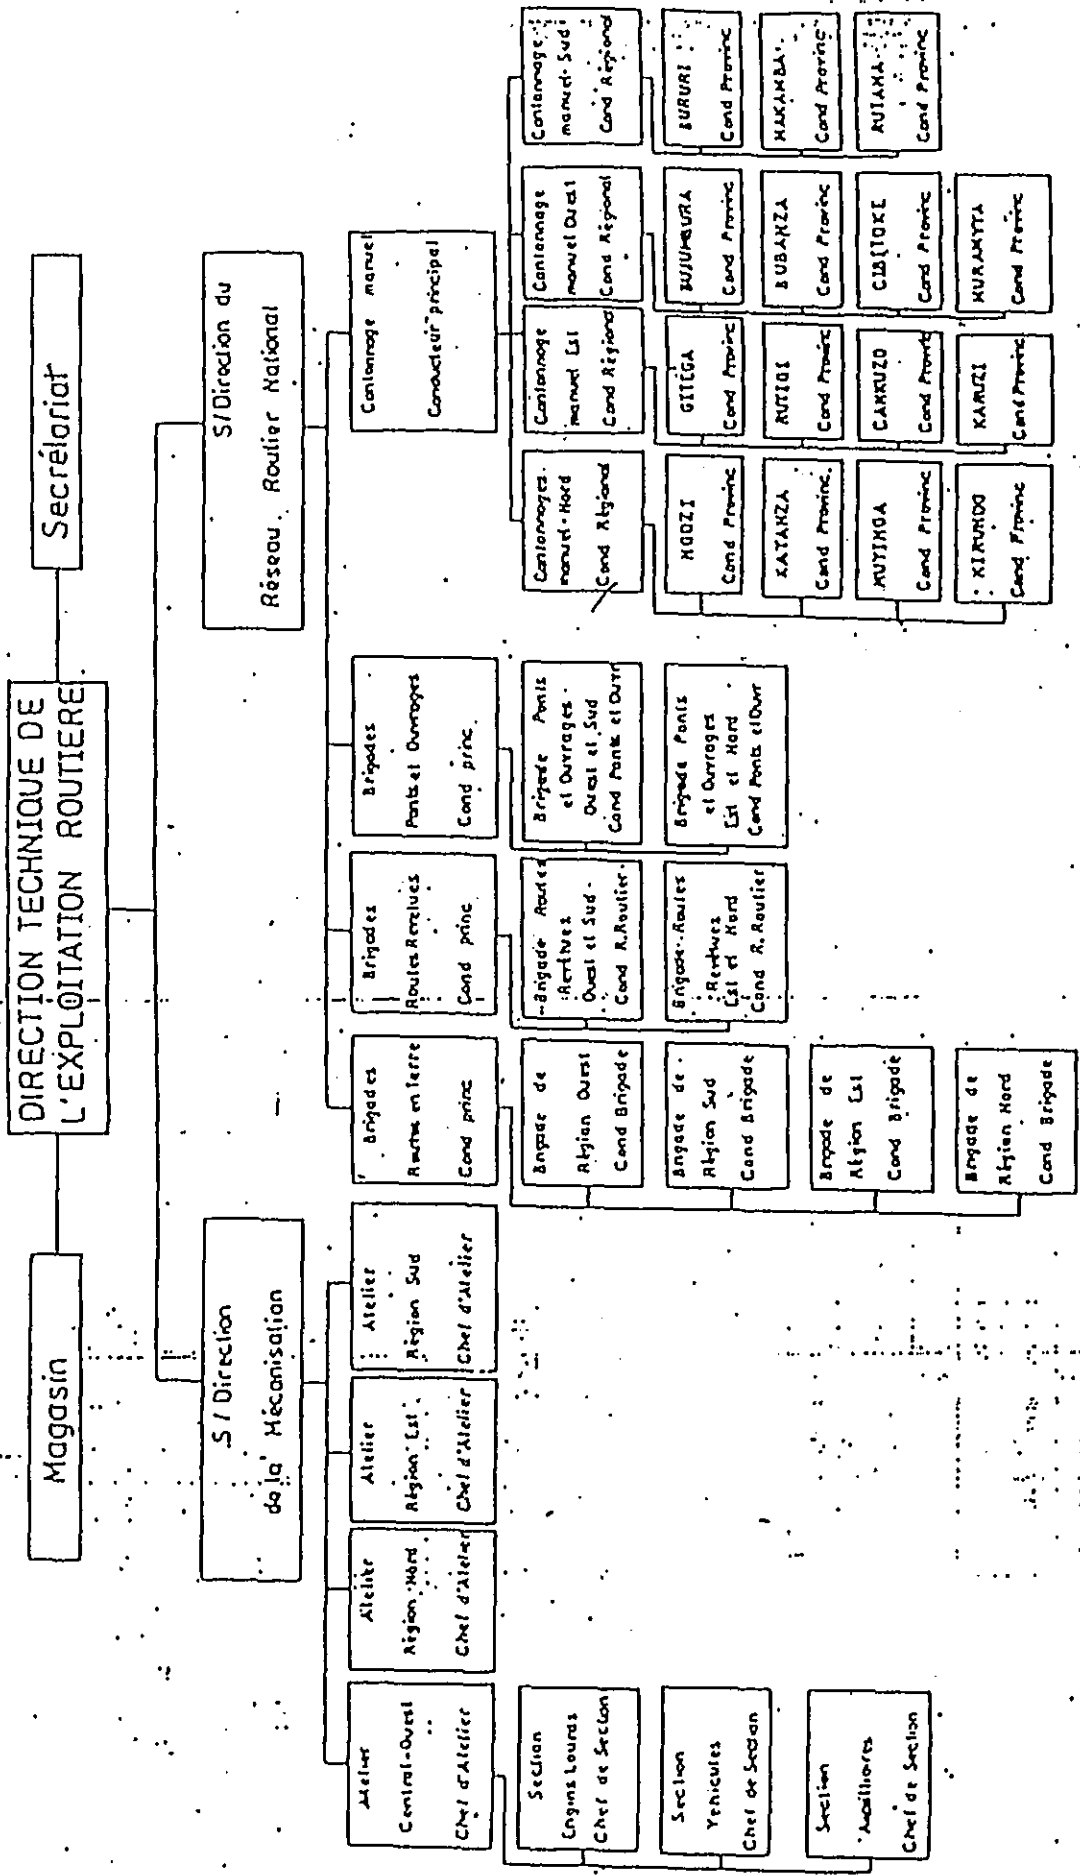 DIRECTION TECHNIQUE DE
L'EXPLOITATION ROUTIERE
Magasin
Secrétariat
S/Direction
de la Mécanisation
S/Direction du
Réseau Routier National
Atelier
Central-Ouest
Chef d'Atelier
Atelier
Région Nord
Chef d'Atelier
Atelier
Région Est
Chef d'Atelier
Atelier
Région Sud
Chef d'Atelier
Brigades
Routes en Terre
Cond princ
Brigades
Routes Revetues
Cond princ
Brigades
Ponts et Ouvrages
Cond princ.
Cantonnage manuel
Conducteur principal
Section
Engins Lourds
Chef de Section
Section
Vehicules
Chef de Section
Section
Auxiliaires
Chef de Section
Brigade de
Région Ouest
Cond Brigade
Brigade de
Région Sud
Cond Brigade
Brigade de
Région Est
Cond Brigade
Brigade de
Région Nord
Cond Brigade
Brigade Routes
Revetues
Ouest et Sud
Cond R.Routier
Brigade Routes
Revetues
Est et Nord
Cond R.Routier
Brigade Ponts
et Ouvrages
Ouest et Sud
Cond Ponts et Ouvr
Brigade Ponts
et Ouvrages
Est et Nord
Cond Ponts et Ouvr
Cantonnages
manuel-Nord
Cond Régional
NGOZI
Cond Provinc
KAYANZA
Cond Provinc.
MUYINGA
Cond Provinc
KIRUNDO
Cond Provinc
Cantonnage
manuel Est
Cond Régional
GITEGA
Cond Provinc
RUYIGI
Cond Provinc
CANKUZO
Cond Provinc
KARUZI
Cond Provinc
Cantonnage
manuel Ouest
Cond Régional
BUJUMBURA
Cond Provinc
BUBANZA
Cond Provinc
CIBITOKE
Cond Provinc
MURAMVYA
Cond Provinc
Cantonnage
manuel-Sud
Cond Régional
BURURI
Cond Provinc
MAKAMBA
Cond Provinc
RUTANA
Cond Provinc